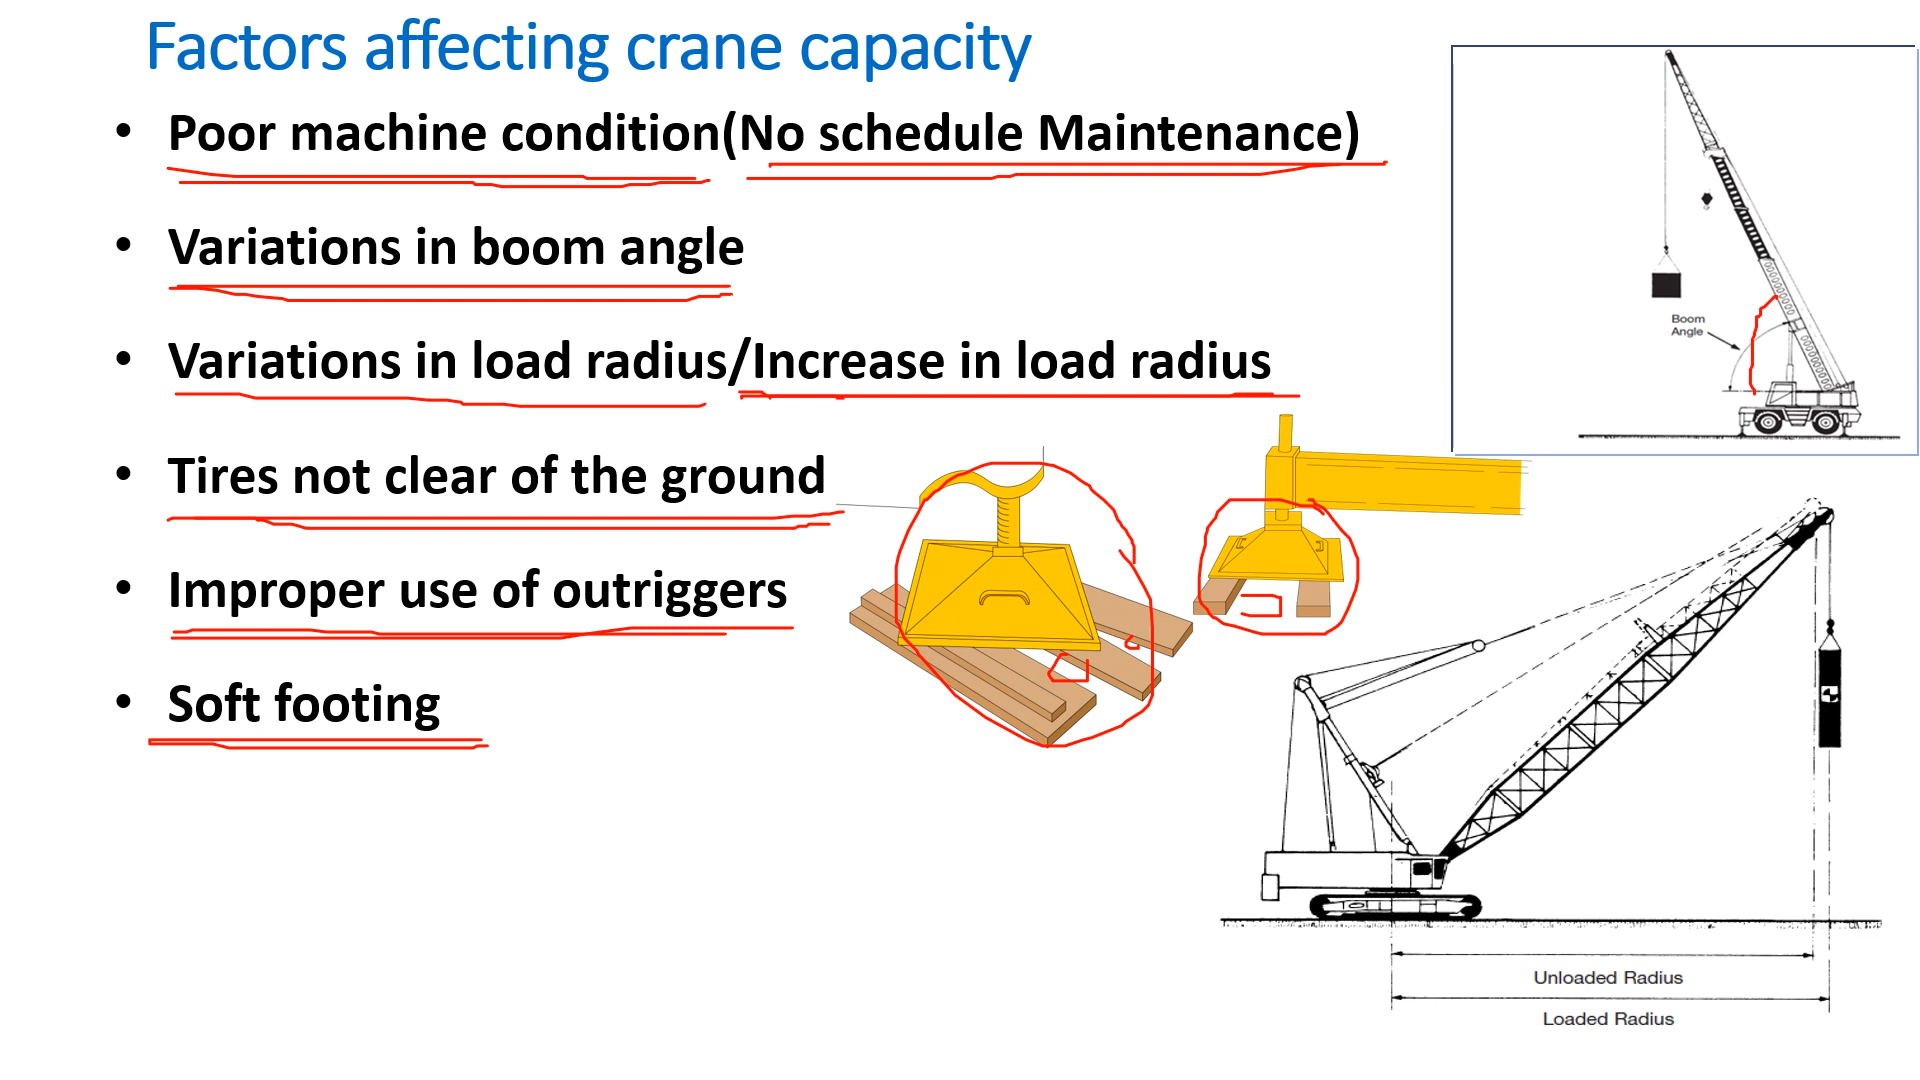 Factors affecting crane capacity
• Poor machine condition(No schedule Maintenance)
• Variations in boom angle
• Variations in load radius/Increase in load radius
• Tires not clear of the ground
• Improper use of outriggers
• Soft footing
Boom
Angle
Unloaded Radius
Loaded Radius